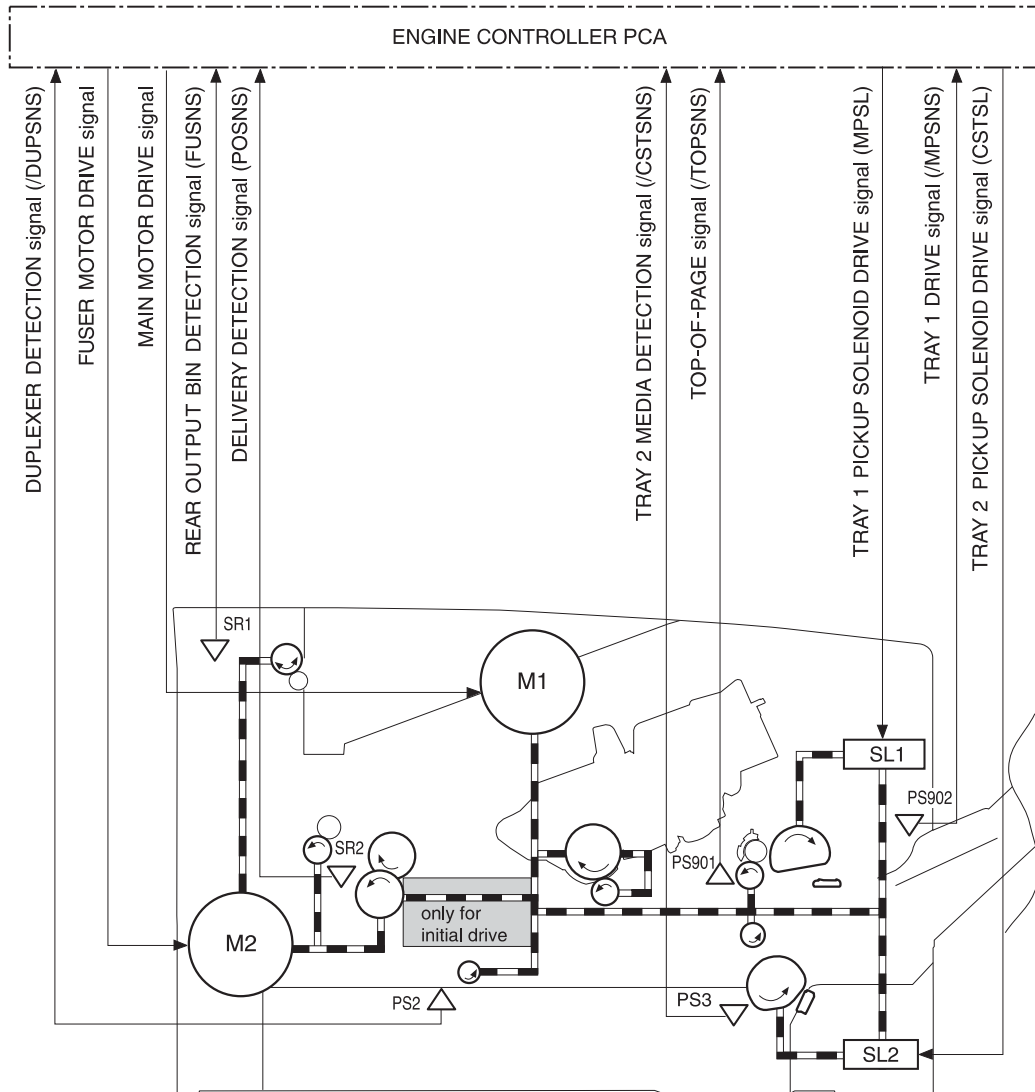 ENGINE CONTROLLER PCA
DUPLEXER DETECTION signal (/DUPSNS)
FUSER MOTOR DRIVE signal
MAIN MOTOR DRIVE signal
REAR OUTPUT BIN DETECTION signal (FUSNS)
DELIVERY DETECTION signal (POSNS)
TRAY 2 MEDIA DETECTION signal (/CSTSNS)
TOP-OF-PAGE signal (/TOPSNS)
TRAY 1 PICKUP SOLENOID DRIVE signal (MPSL)
TRAY 1 DRIVE signal (/MPSNS)
TRAY 2 PICKUP SOLENOID DRIVE signal (CSTSL)
SR1
M1
SL1
PS902
SR2
PS901
only for
initial drive
M2
PS2
PS3
SL2